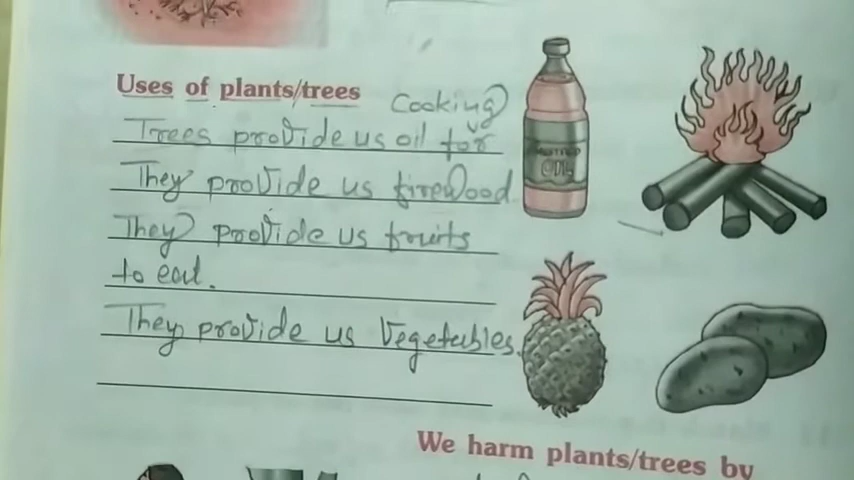 Uses of plants/trees
Cooking
Trees provide us oil for
They provide us firewood
They provide us fruits
to eat.
They provide us Vegetables.
We harm plants/trees by